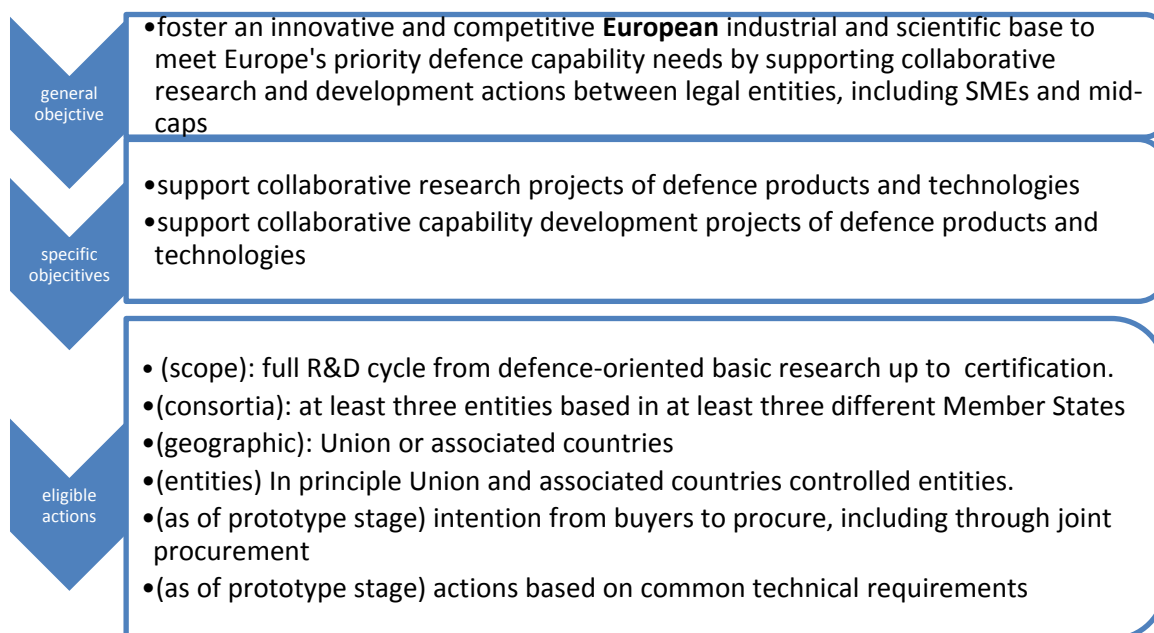 general
obejctive
•foster an innovative and competitive European industrial and scientific base to
meet Europe's priority defence capability needs by supporting collaborative
research and development actions between legal entities, including SMEs and mid-
caps
specific
objecitives
•support collaborative research projects of defence products and technologies
•support collaborative capability development projects of defence products and
technologies
eligible
actions
• (scope): full R&D cycle from defence-oriented basic research up to certification.
•(consortia): at least three entities based in at least three different Member States
•(geographic): Union or associated countries
•(entities) In principle Union and associated countries controlled entities.
•(as of prototype stage) intention from buyers to procure, including through joint
procurement
•(as of prototype stage) actions based on common technical requirements